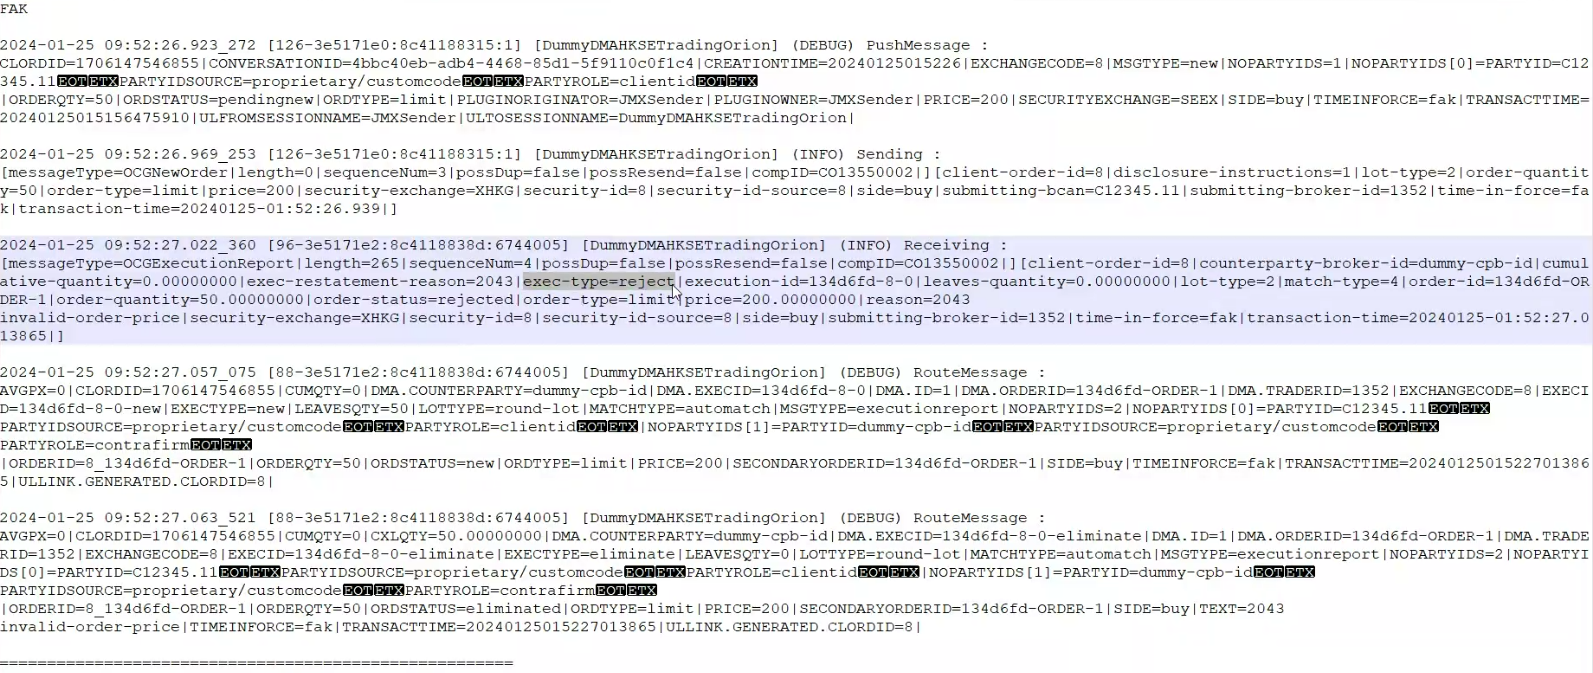 FAK
2024-01-25 09:52:26.923_272 [126-3e5171e0:8c41188315:1] [DummyDMAHKSETradingOrion] (DEBUG) PushMessage :
CLORDID=1706147546855|CONVERSATIONID=4bbc40eb-adb4-4468-85d1-5f9110c0f1c4|CREATIONTIME=20240125015226|EXCHANGECODE=8|MSGTYPE=new|NOPARTYIDS=1|NOPARTYIDS[0]=PARTYID=C12
345.11EOTETXPARTYIDSOURCE=proprietary/customcodeEOTETXPARTYROLE=clientidEOTETX
|ORDERQTY=50|ORDSTATUS=pendingnew|ORDTYPE=limit|PLUGINORIGINATOR=JMXSender|PLUGINOWNER=JMXSender|PRICE=200|SECURITYEXCHANGE=SEEX|SIDE=buy|TIMEINFORCE=fak|TRANSACTTIME=
20240125015156475910|ULFROMSESSIONNAME=JMXSender|ULTOSESSIONNAME=DummyDMAHKSETradingOrion|
2024-01-25 09:52:26.969_253 [126-3e5171e0:8c41188315:1] [DummyDMAHKSETradingOrion] (INFO) Sending :
[messageType=OCGNewOrder|length=0|sequenceNum=3|possDup=false|possResend=false|compID=CO13550002|][client-order-id=8|disclosure-instructions=1|lot-type=2|order-quantit
y=50|order-type=limit|price=200|security-exchange=XHKG|security-id=8|security-id-source=8|side=buy|submitting-bcan=C12345.11|submitting-broker-id=1352|time-in-force=fa
k|transaction-time=20240125-01:52:26.939|]
2024-01-25 09:52:27.022_360 [96-3e5171e2:8c4118838d:6744005] [DummyDMAHKSETradingOrion] (INFO) Receiving :
[messageType=OCGExecutionReport|length=265|sequenceNum=4|possDup=false|possResend=false|compID=CO13550002|][client-order-id=8|counterparty-broker-id=dummy-cpb-id|cumul
ative-quantity=0.00000000|exec-restatement-reason=2043|exec-type=reject|execution-id=134d6fd-8-0|leaves-quantity=0.00000000|lot-type=2|match-type=4|order-id=134d6fd-OR
DER-1|order-quantity=50.00000000|order-status=rejected|order-type=limit|price=200.00000000|reason=2043
invalid-order-price|security-exchange=XHKG|security-id=8|security-id-source=8|side=buy|submitting-broker-id=1352|time-in-force=fak|transaction-time=20240125-01:52:27.0
13865|]
2024-01-25 09:52:27.057_075 [88-3e5171e2:8c4118838d:6744005] [DummyDMAHKSETradingOrion] (DEBUG) RouteMessage :
AVGPX=0|CLORDID=1706147546855|CUMQTY=0|DMA.COUNTERPARTY=dummy-cpb-id|DMA.EXECID=134d6fd-8-0|DMA.ID=1|DMA.ORDERID=134d6fd-ORDER-1|DMA.TRADERID=1352|EXCHANGECODE=8|EXECI
D=134d6fd-8-0-new|EXECTYPE=new|LEAVESQTY=50|LOTTYPE=round-lot|MATCHTYPE=automatch|MSGTYPE=executionreport|NOPARTYIDS=2|NOPARTYIDS[0]=PARTYID=C12345.11EOTETX
PARTYIDSOURCE=proprietary/customcodeEOTETXPARTYROLE=clientidEOTETX|NOPARTYIDS[1]=PARTYID=dummy-cpb-idEOTETXPARTYIDSOURCE=proprietary/customcodeEOTETX
PARTYROLE=contrafirmEOTETX
|ORDERID=8_134d6fd-ORDER-1|ORDERQTY=50|ORDSTATUS=new|ORDTYPE=limit|PRICE=200|SECONDARYORDERID=134d6fd-ORDER-1|SIDE=buy|TIMEINFORCE=fak|TRANSACTTIME=2024012501522701386
5|ULLINK.GENERATED.CLORDID=8|
2024-01-25 09:52:27.063_521 [88-3e5171e2:8c4118838d:6744005] [DummyDMAHKSETradingOrion] (DEBUG) RouteMessage :
AVGPX=0|CLORDID=1706147546855|CUMQTY=0|CXLQTY=50.00000000|DMA.COUNTERPARTY=dummy-cpb-id|DMA.EXECID=134d6fd-8-0-eliminate|DMA.ID=1|DMA.ORDERID=134d6fd-ORDER-1|DMA.TRADE
RID=1352|EXCHANGECODE=8|EXECID=134d6fd-8-0-eliminate|EXECTYPE=eliminate|LEAVESQTY=0|LOTTYPE=round-lot|MATCHTYPE=automatch|MSGTYPE=executionreport|NOPARTYIDS=2|NOPARTYI
DS[0]=PARTYID=C12345.11EOTETXPARTYIDSOURCE=proprietary/customcodeEOTETXPARTYROLE=clientidEOTETX|NOPARTYIDS[1]=PARTYID=dummy-cpb-idEOTETX
PARTYIDSOURCE=proprietary/customcodeEOTETXPARTYROLE=contrafirmEOTETX
|ORDERID=8_134d6fd-ORDER-1|ORDERQTY=50|ORDSTATUS=eliminated|ORDTYPE=limit|PRICE=200|SECONDARYORDERID=134d6fd-ORDER-1|SIDE=buy|TEXT=2043
invalid-order-price|TIMEINFORCE=fak|TRANSACTTIME=20240125015227013865|ULLINK.GENERATED.CLORDID=8|
=======================================================